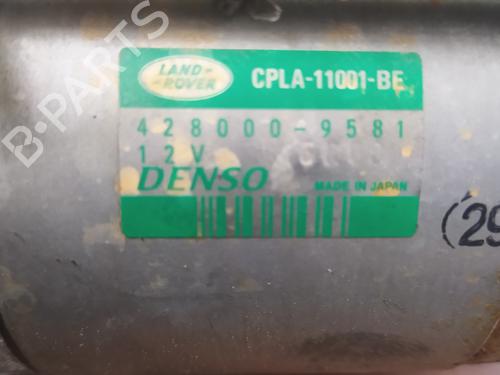 LAND-
ROVER
CPLA-11001-BE
428000-9581
12V
DENSO
MADE IN JAPAN
(29
B-PARTS